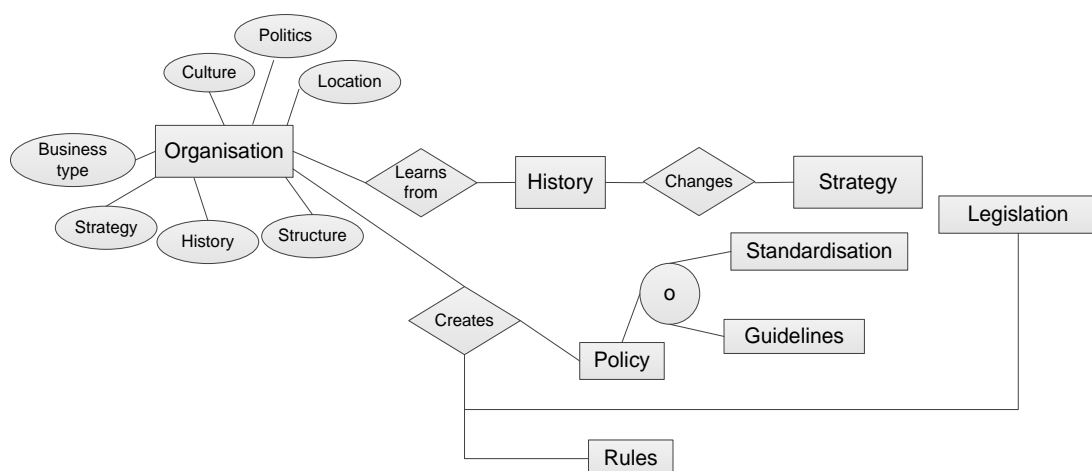 Politics
Culture
Location
Business
type
Organisation
Learns
from
History
Changes
Strategy
Strategy
History
Structure
Legislation
Standardisation
o
Creates
Guidelines
Policy
Rules